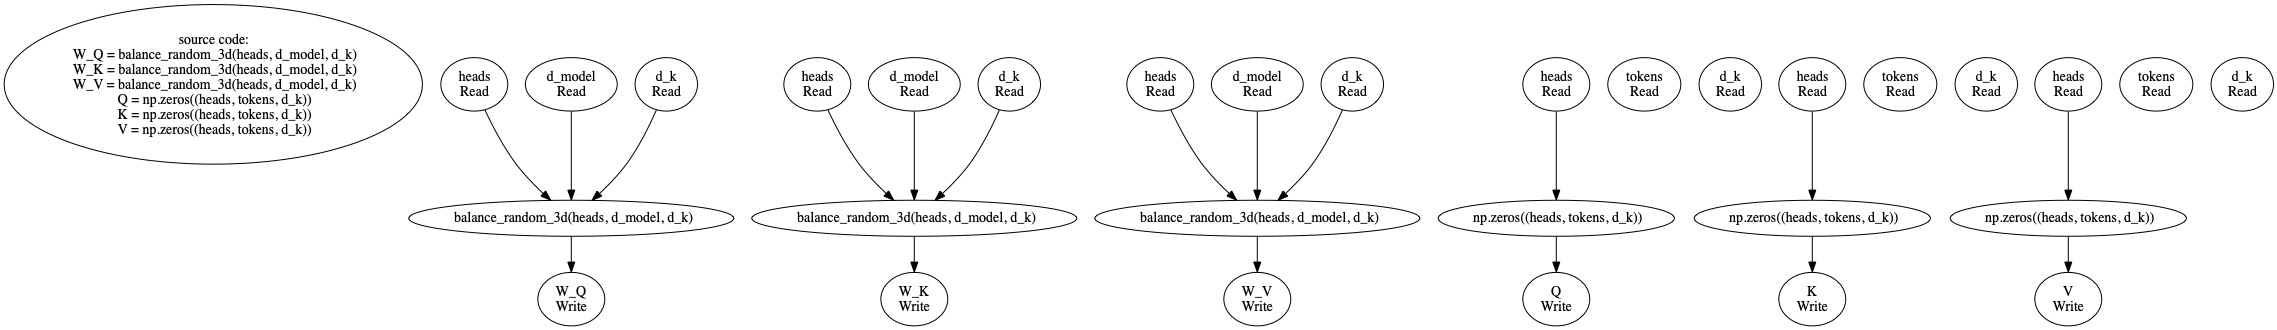 source code:
W_Q = balance_random_3d(heads, d_model, d_k)
W_K = balance_random_3d(heads, d_model, d_k)
W_V = balance_random_3d(heads, d_model, d_k)
Q = np.zeros((heads, tokens, d_k))
K = np.zeros((heads, tokens, d_k))
V = np.zeros((heads, tokens, d_k))
heads
Read
d_model
Read
d_k
Read
heads
Read
d_model
Read
d_k
Read
heads
Read
d_model
Read
d_k
Read
heads
Read
tokens
Read
d_k
Read
heads
Read
tokens
Read
d_k
Read
heads
Read
tokens
Read
d_k
Read
balance_random_3d(heads, d_model, d_k)
balance_random_3d(heads, d_model, d_k)
balance_random_3d(heads, d_model, d_k)
np.zeros((heads, tokens, d_k))
np.zeros((heads, tokens, d_k))
np.zeros((heads, tokens, d_k))
W_Q
Write
W_K
Write
W_V
Write
Q
Write
K
Write
V
Write